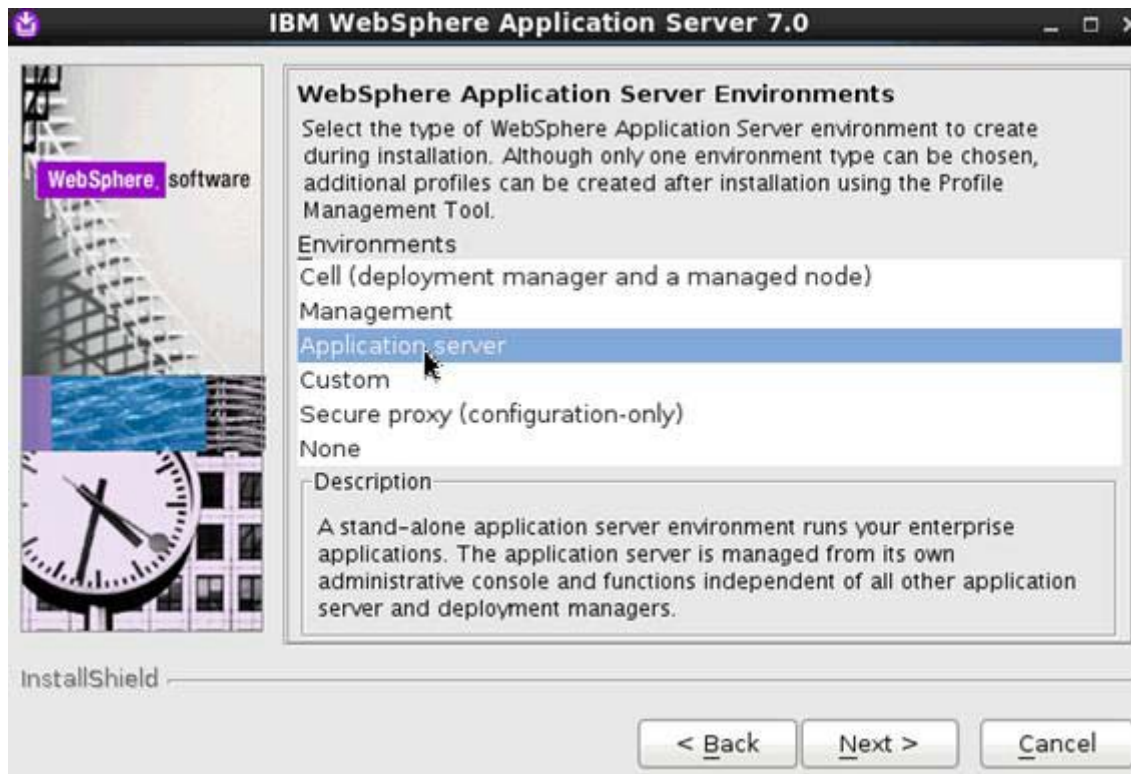 IBM WebSphere Application Server 7.0
WebSphere software
WebSphere Application Server Environments
Select the type of WebSphere Application Server environment to create
during installation. Although only one environment type can be chosen,
additional profiles can be created after installation using the Profile
Management Tool.
Environments
Cell (deployment manager and a managed node)
Management
Application server
Custom
Secure proxy (configuration-only)
None
Description
A stand-alone application server environment runs your enterprise
applications. The application server is managed from its own
administrative console and functions independent of all other application
server and deployment managers.
InstallShield
< Back
Next >
Cancel